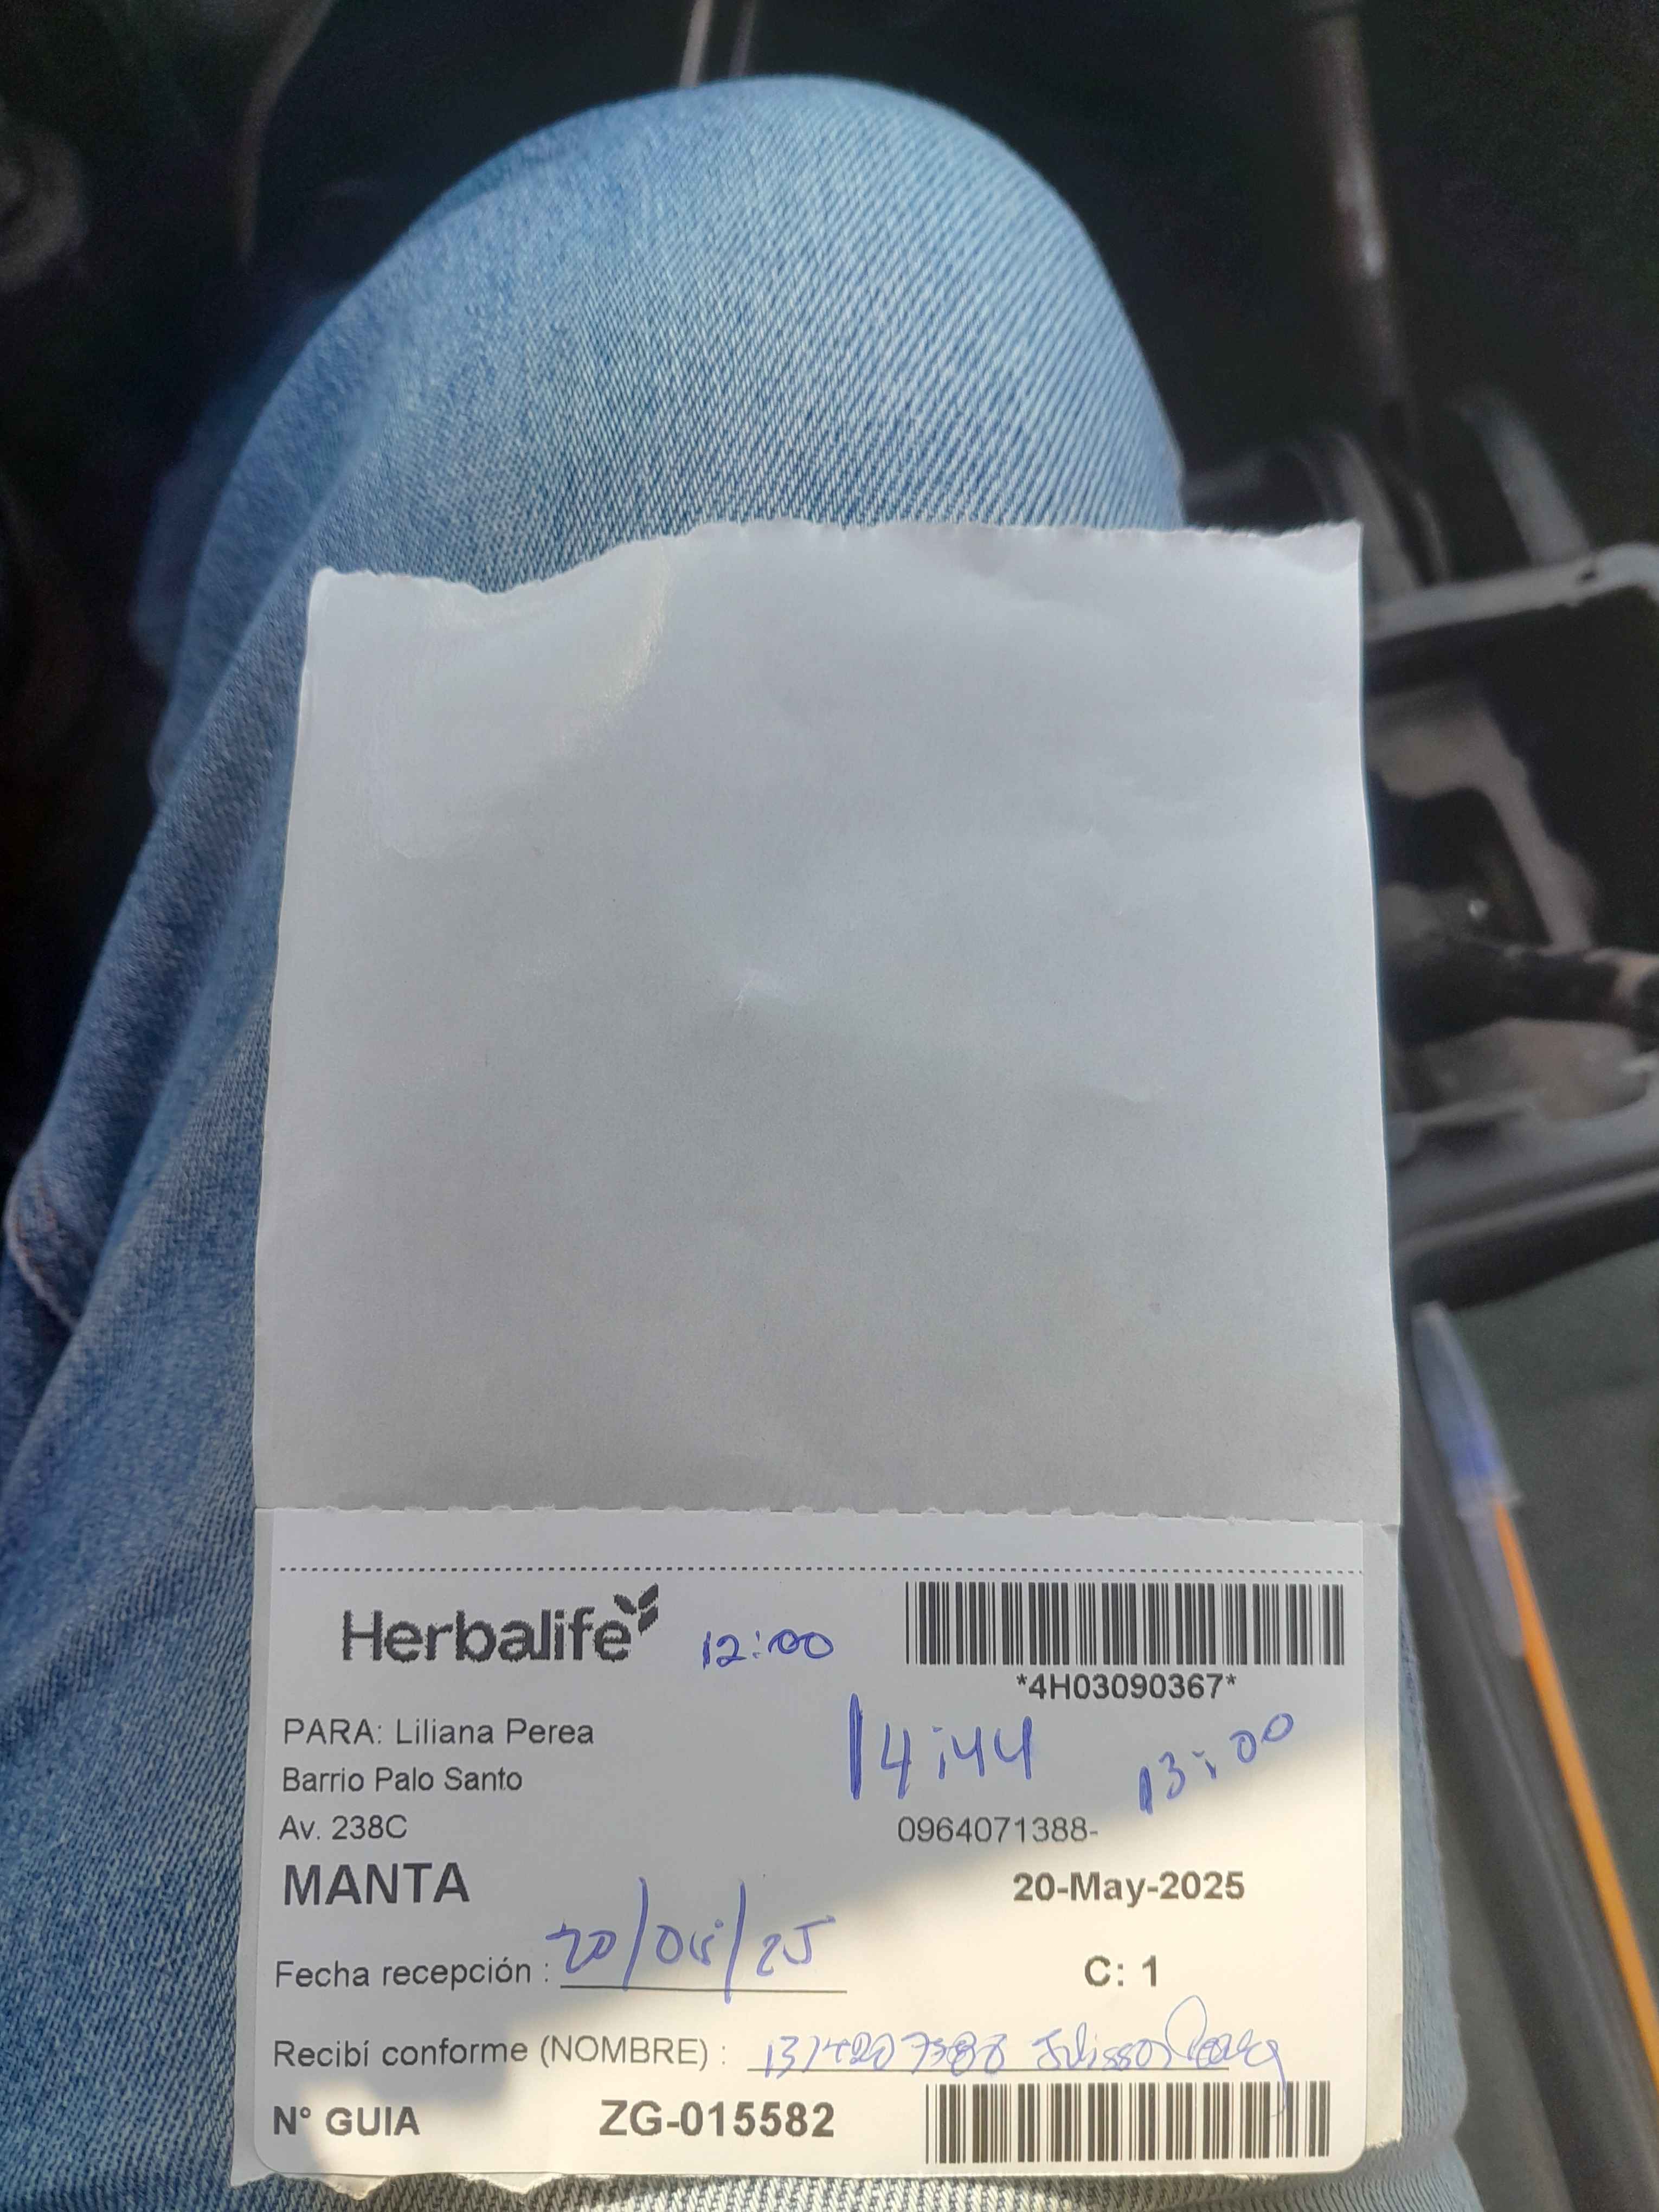 Herbalife 12:00
*4H03090367*
PARA: Liliana Perea 14:44 13:00
Barrio Palo Santo
Av. 238C 0964071388-
MANTA 20-May-2025
Fecha recepción : 20/ /25 C: 1
Recibí conforme (NOMBRE) :
N° GUIA ZG-015582